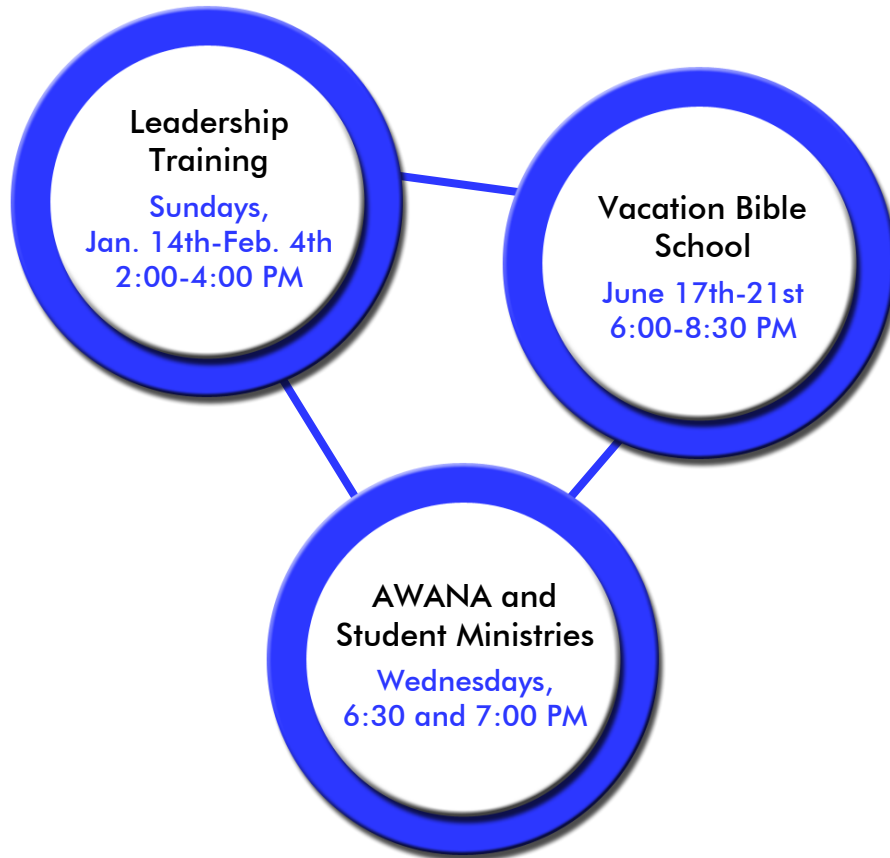 Leadership
Training
Sundays,
Jan. 14th-Feb. 4th
2:00-4:00 PM
Vacation Bible
School
June 17th-21st
6:00-8:30 PM
AWANA and
Student Ministries
Wednesdays,
6:30 and 7:00 PM